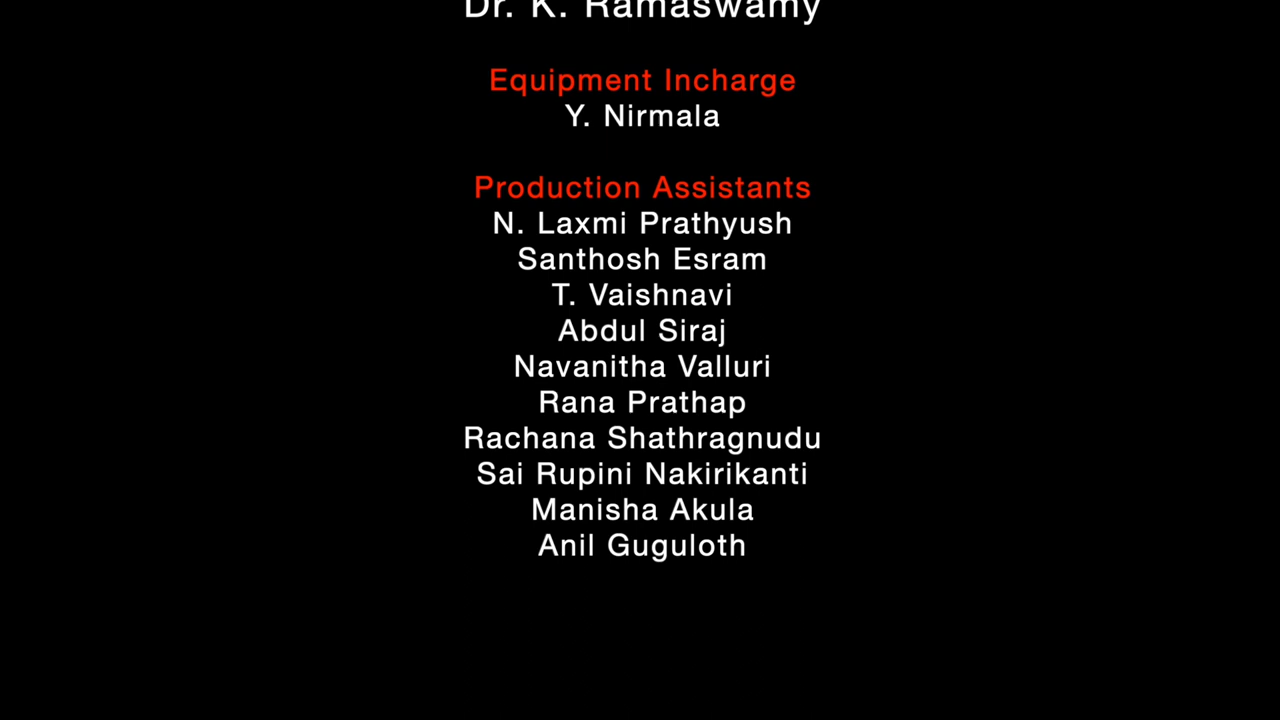 Dr. K. Ramaswamy
Equipment Incharge
Y. Nirmala
Production Assistants
N. Laxmi Prathyush
Santhosh Esram
T. Vaishnavi
Abdul Siraj
Navanitha Valluri
Rana Prathap
Rachana Shathragnudu
Sai Rupini Nakirikanti
Manisha Akula
Anil Guguloth